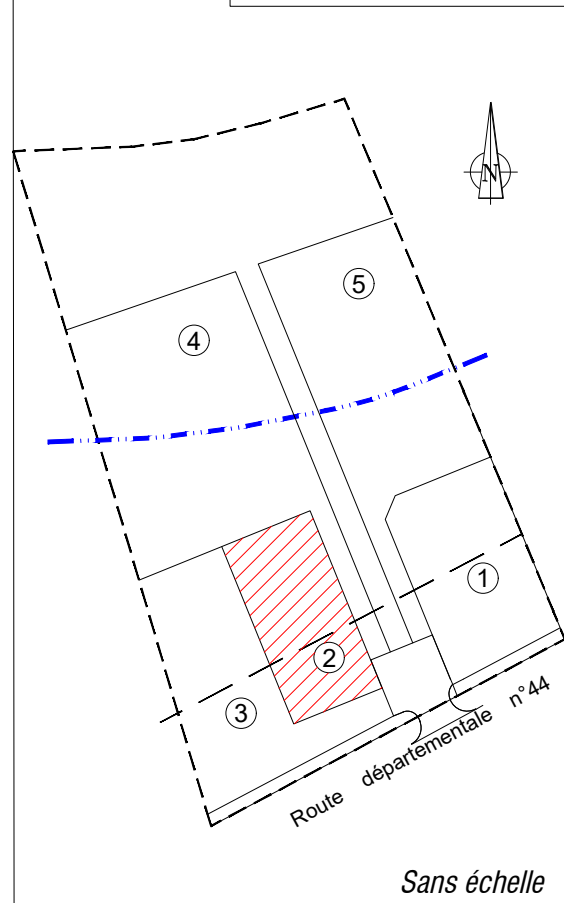 N
⑤
④
①
②
③
Route départementale n°44
Sans échelle